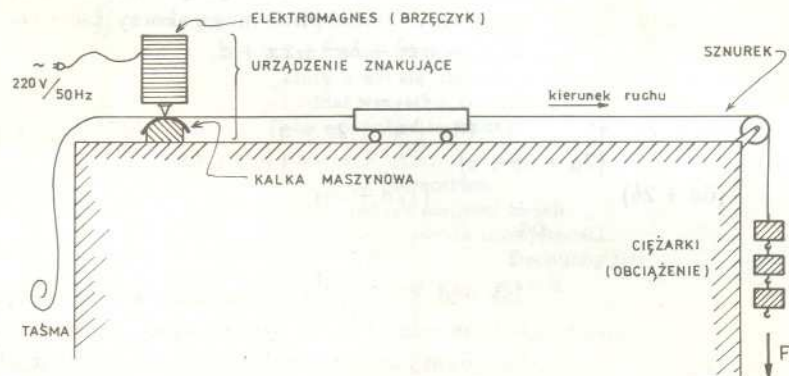 ELEKTROMAGNES (BRZĘCZYK)
~
220 V/50Hz
URZĄDZENIE ZNAKUJĄCE
SZNUREK
kierunek ruchu
KALKA MASZYNOWA
CIĘŻARKI
(OBCIĄŻENIE)
TAŚMA
F